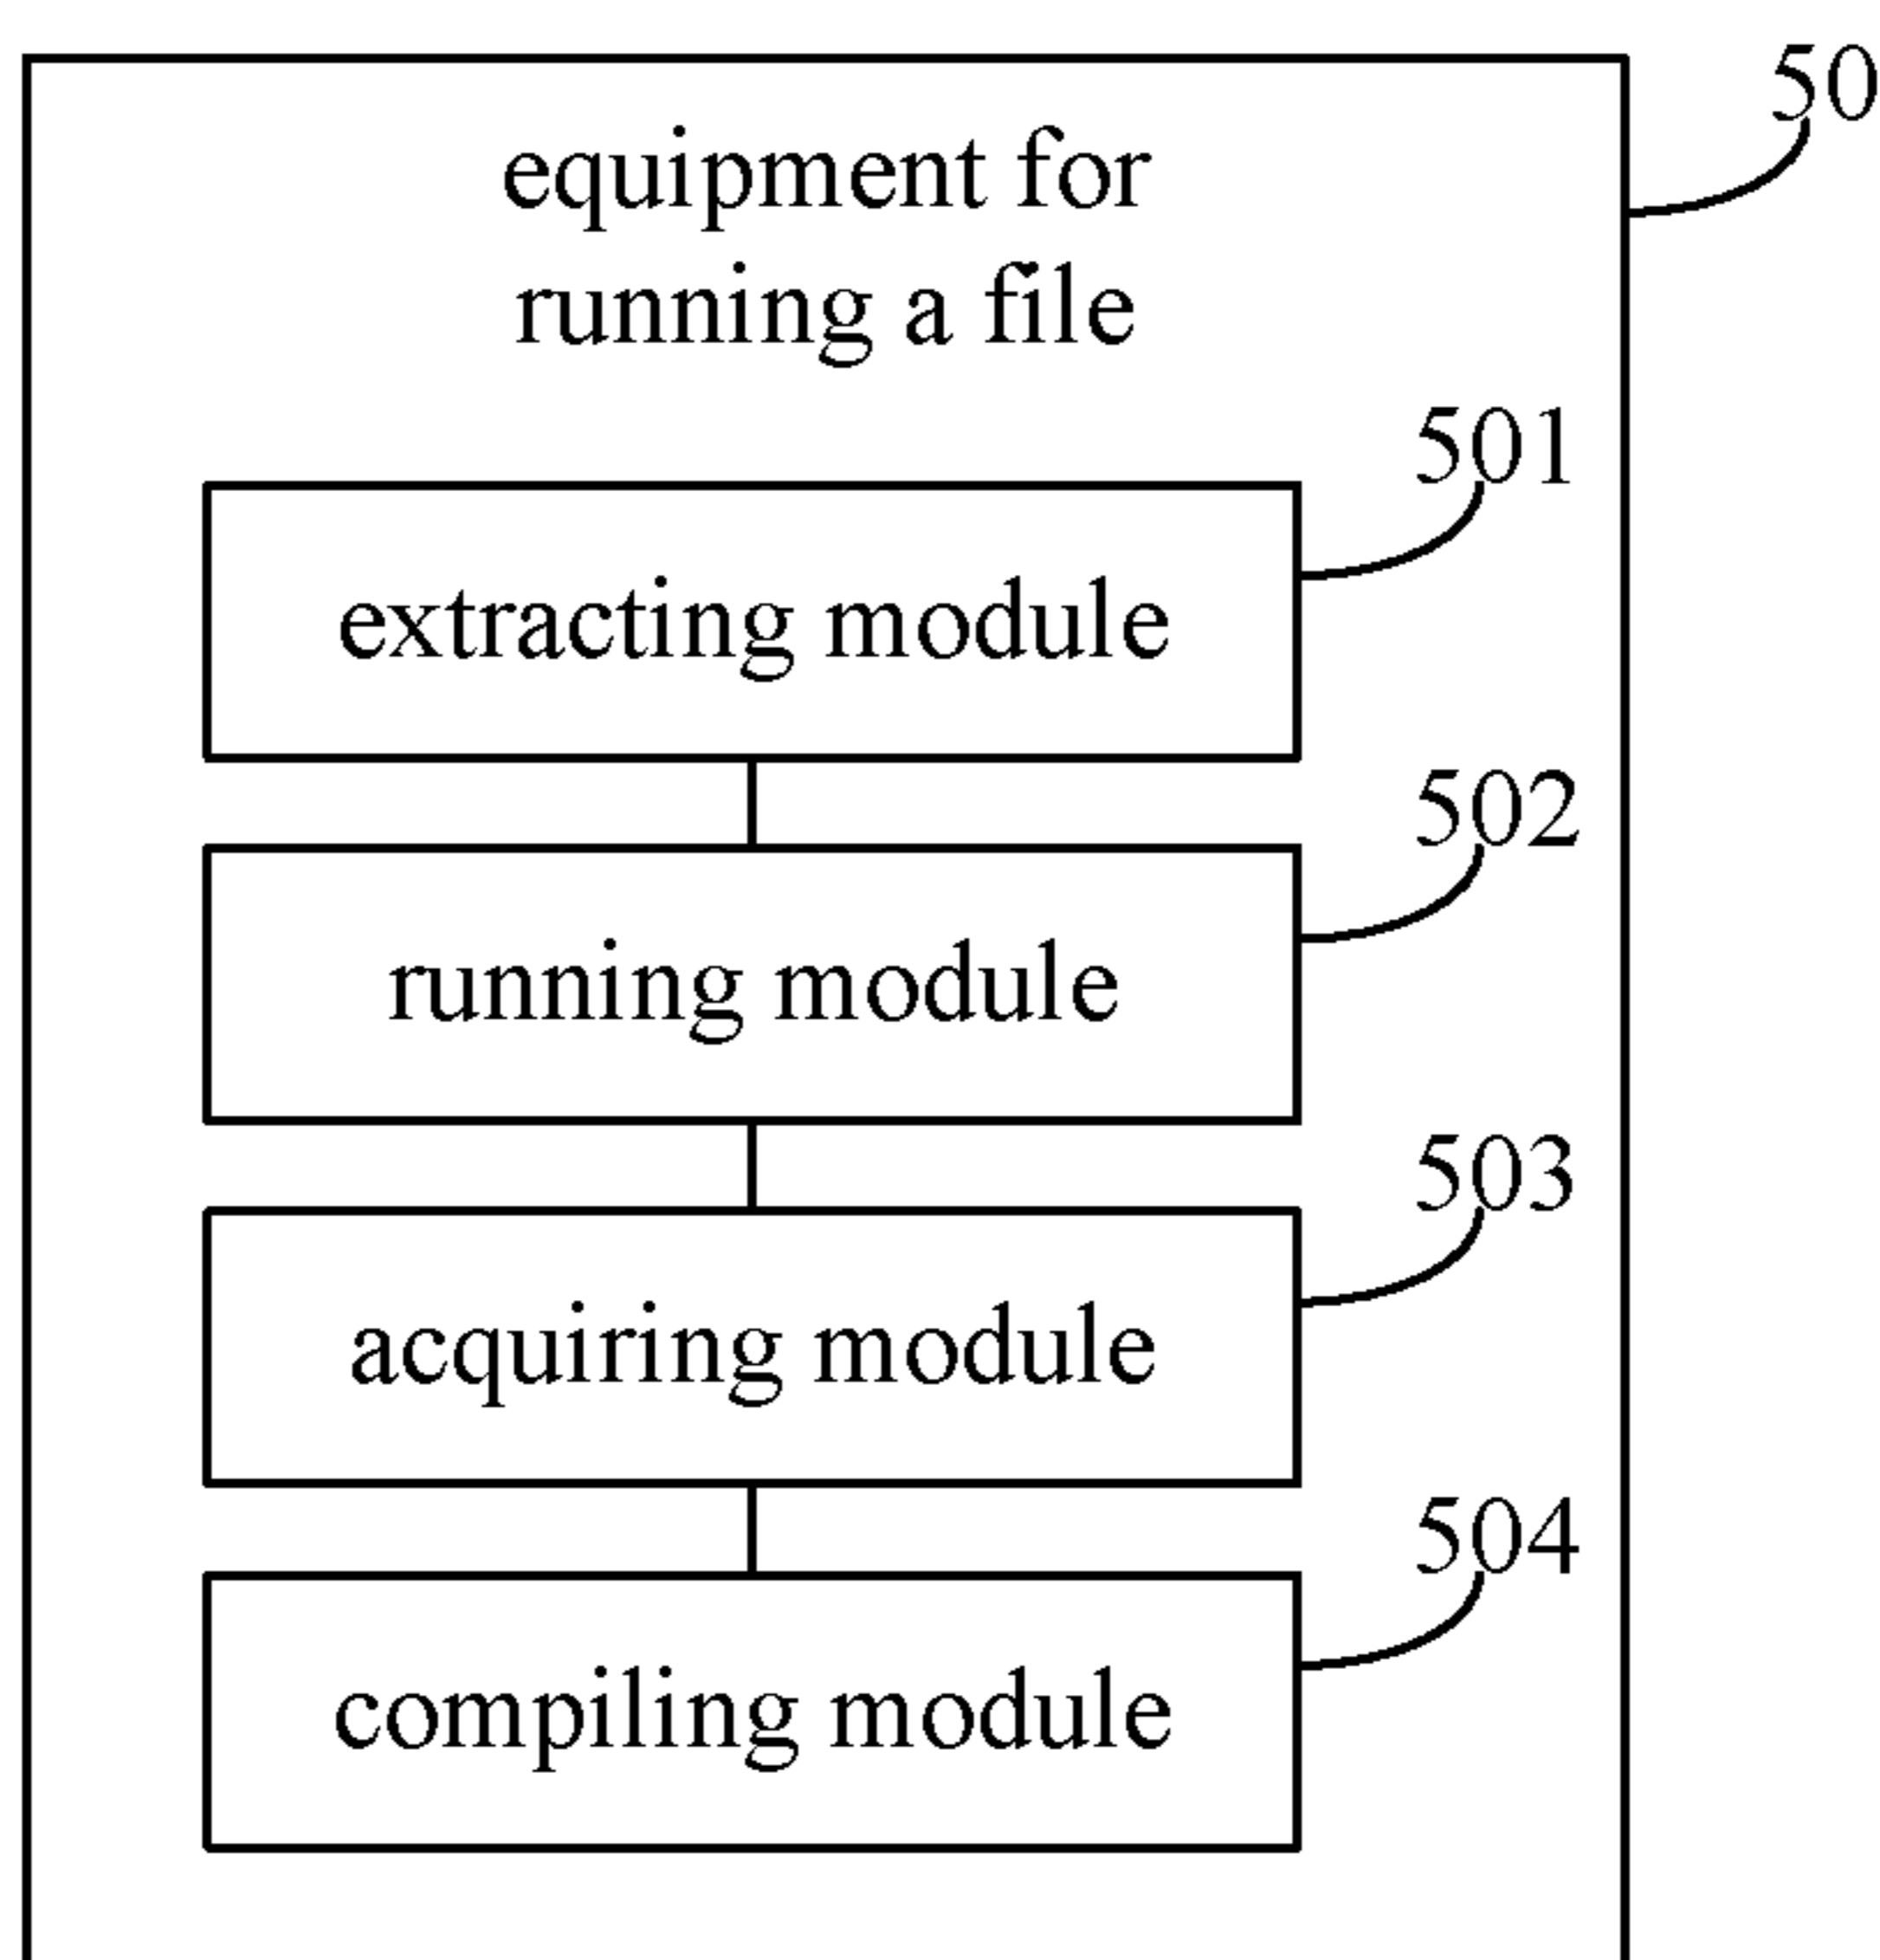 50
equipment for
running a file
501
extracting module
502
running module
503
acquiring module
504
compiling module